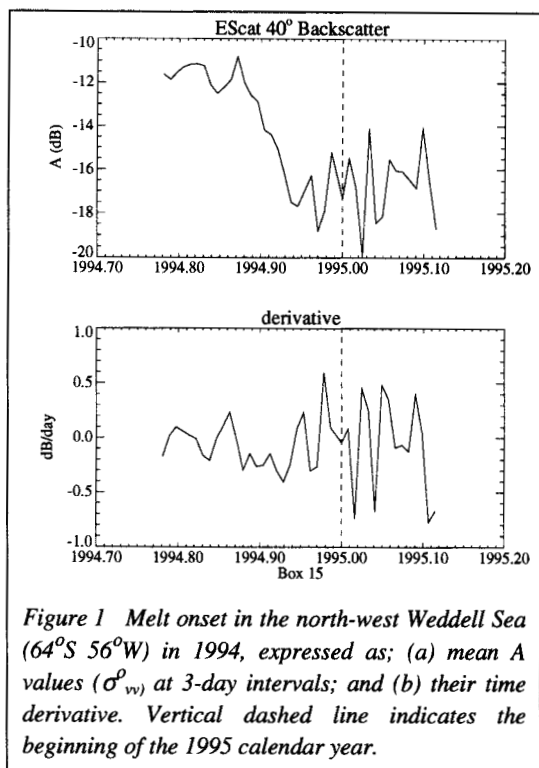 EScat 40° Backscatter
A (dB)
-10
-12
-14
-16
-18
-20
1994.70 1994.80 1994.90 1995.00 1995.10 1995.20
derivative
dB/day
1.0
0.5
0.0
-0.5
-1.0
1994.70 1994.80 1994.90 1995.00 1995.10 1995.20
Box 15
Figure 1 Melt onset in the north-west Weddell Sea
(64°S 56°W) in 1994, expressed as; (a) mean A
values (σ°vv) at 3-day intervals; and (b) their time
derivative. Vertical dashed line indicates the
beginning of the 1995 calendar year.